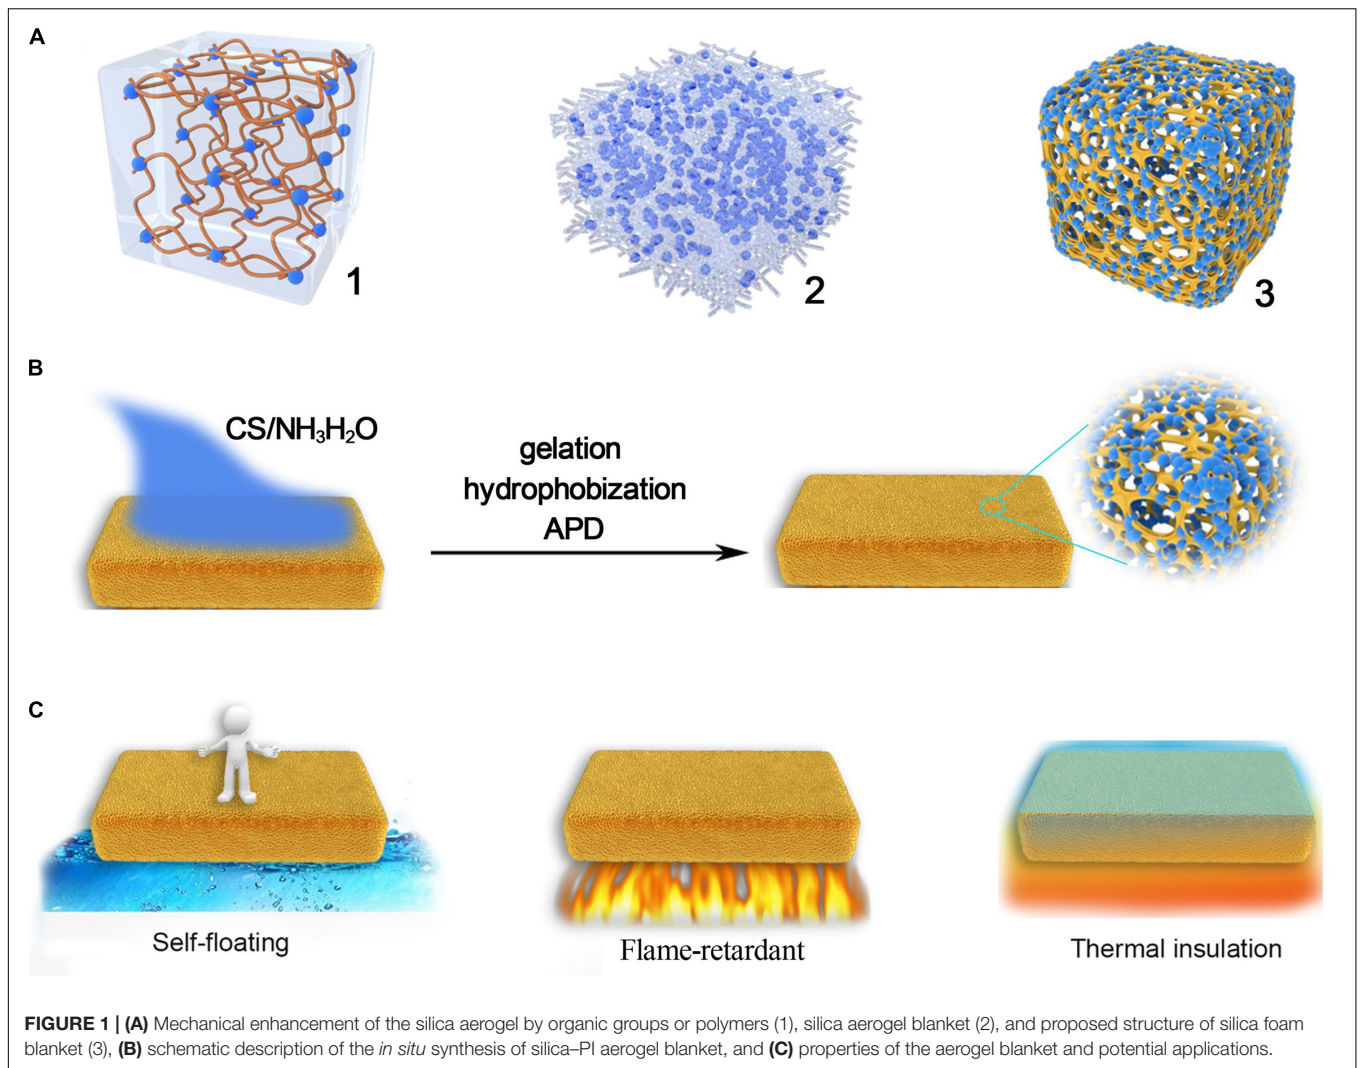 A
1
2
3
B
CS/NH₃H₂O
gelation
hydrophobization
APD
C
Self-floating
Flame-retardant
Thermal insulation
FIGURE 1 | (A) Mechanical enhancement of the silica aerogel by organic groups or polymers (1), silica aerogel blanket (2), and proposed structure of silica foam
blanket (3), (B) schematic description of the in situ synthesis of silica–PI aerogel blanket, and (C) properties of the aerogel blanket and potential applications.